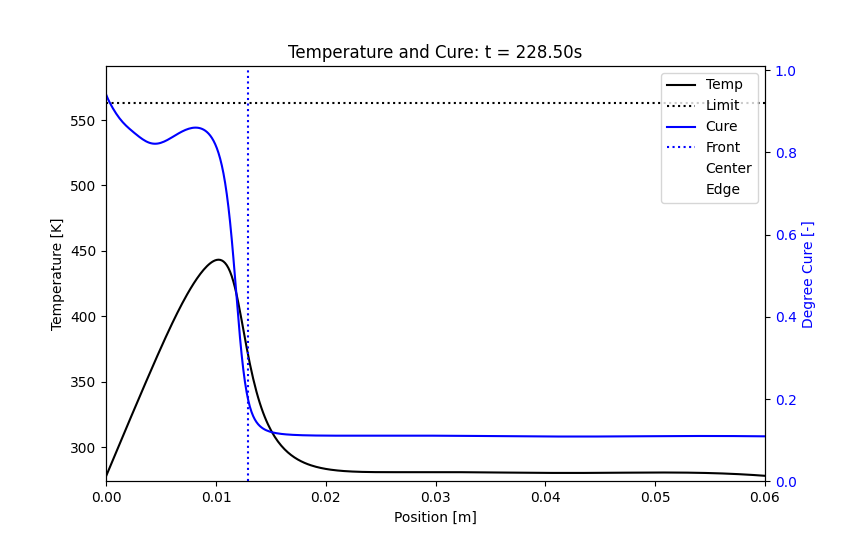 Temperature and Cure: t = 228.50s
Temp
Limit
Cure
Front
Center
Edge
Temperature [K]
550
500
450
400
350
300
Degree Cure [-]
1.0
0.8
0.6
0.4
0.2
0.0
0.00 0.01 0.02 0.03 0.04 0.05 0.06
Position [m]